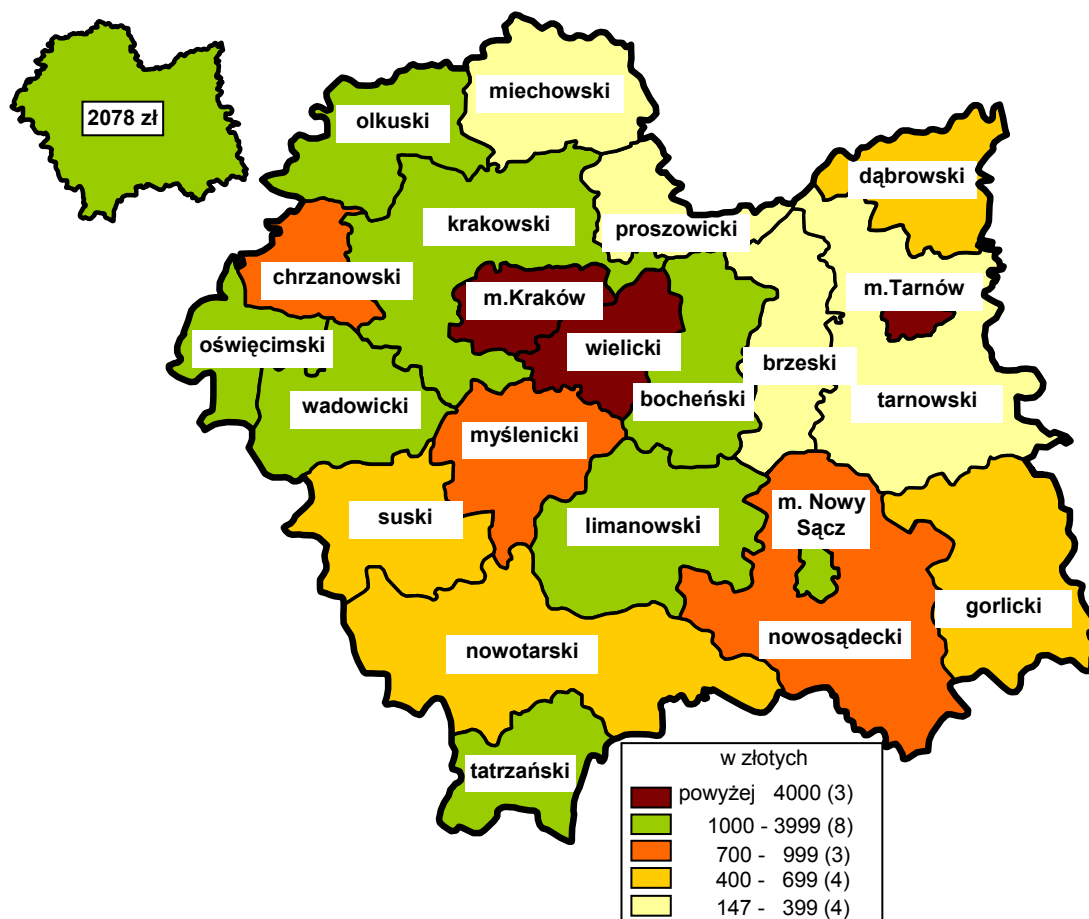 2078 zł
miechowski
olkuski
dąbrowski
krakowski
proszowicki
chrzanowski
m.Kraków
m.Tarnów
oświęcimski
wielicki
brzeski
wadowicki
bocheński
tarnowski
myślenicki
suski
limanowski
m. Nowy
Sącz
gorlicki
nowosądecki
nowotarski
tatrzański
w złotych
powyżej 4000 (3)
1000 - 3999 (8)
700 - 999 (3)
400 - 699 (4)
147 - 399 (4)